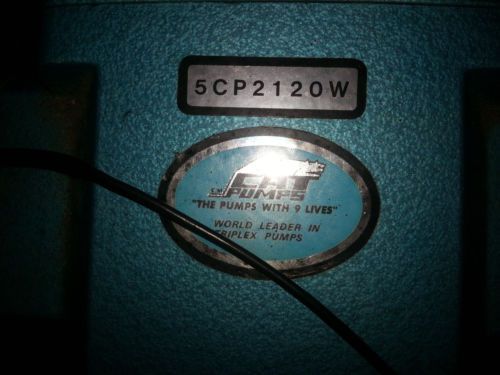 5CP2120W
CAT
PUMPS
"THE PUMPS WITH 9 LIVES"
WORLD LEADER IN
TRIPLEX PUMPS